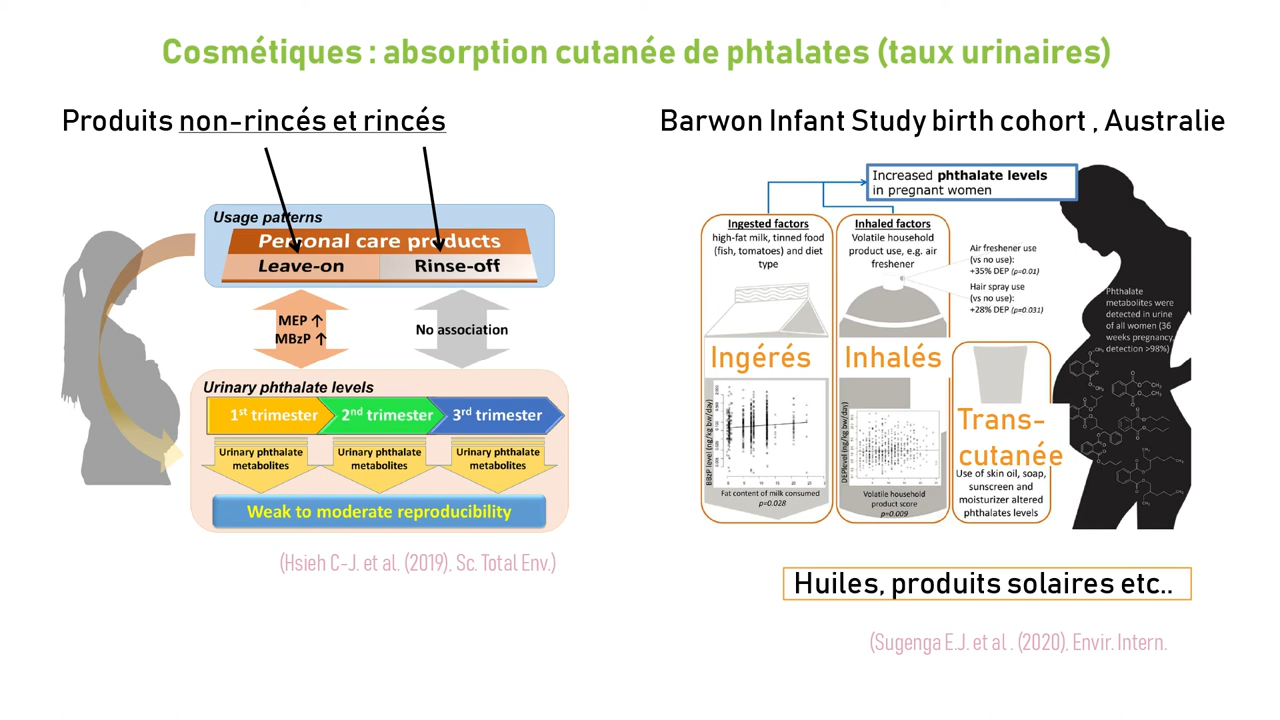 Cosmétiques : absorption cutanée de phtalates (taux urinaires)
Produits non-rincés et rincés
Usage patterns
Personal care products
Leave-on
Rinse-off
MEP ↑
MBzP ↑
No association
Urinary phthalate levels
1st trimester
2nd trimester
3rd trimester
Urinary phthalate
metabolites
Urinary phthalate
metabolites
Urinary phthalate
metabolites
Weak to moderate reproducibility
(Hsieh C-J. et al. (2019), Sc. Total Env.)
Barwon Infant Study birth cohort , Australie
Increased phthalate levels
in pregnant women
Ingested factors
high-fat milk, tinned food
(fish, tomatoes) and diet
type
Inhaled factors
Volatile household
product use, e.g. air
freshener
Air freshener use
(vs no use):
+35% DEP (p=0.01)
Hair spray use
(vs no use):
+28% DEP (p=0.031)
Phthalate
metabolites were
detected in urine
of all women (36
weeks pregnancy,
detection >98%)
Ingérés
Inhalés
BBzP level (ng/kg bw/day)
Fat content of milk consumed
p=0.028
DEPlevel (ng/kg bw/day)
Volatile household
product score
p=0.009
Trans-
cutanée
Use of skin oil, soap,
sunscreen and
moisturizer altered
phthalates levels
Huiles, produits solaires etc..
(Sugenga E.J. et al . (2020), Envir. Intern.